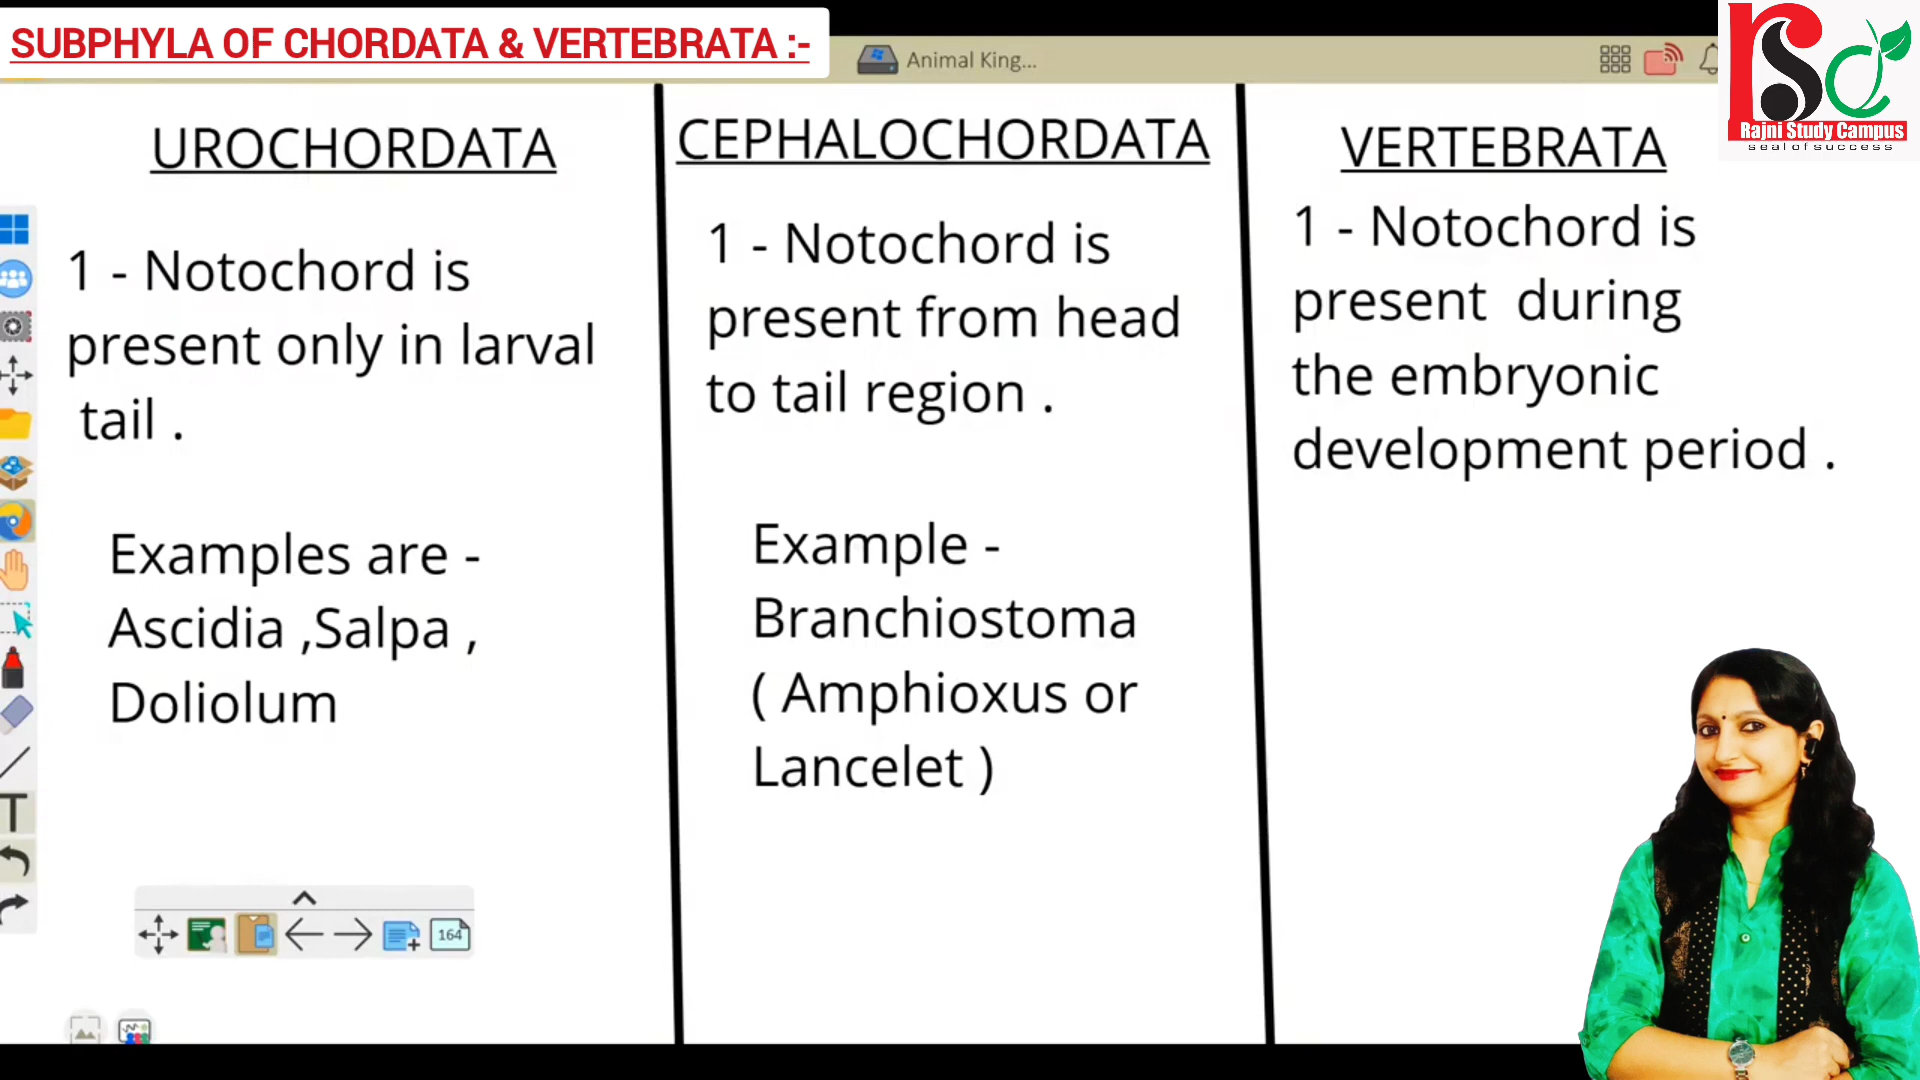 SUBPHYLA OF CHORDATA & VERTEBRATA :-
Animal King...
rsc
Rajni Study Campus
seal of success
UROCHORDATA
1 - Notochord is
present only in larval
tail .
Examples are -
Ascidia ,Salpa ,
Doliolum
CEPHALOCHORDATA
1 - Notochord is
present from head
to tail region .
Example -
Branchiostoma
( Amphioxus or
Lancelet )
VERTEBRATA
1 - Notochord is
present during
the embryonic
development period .
T
164